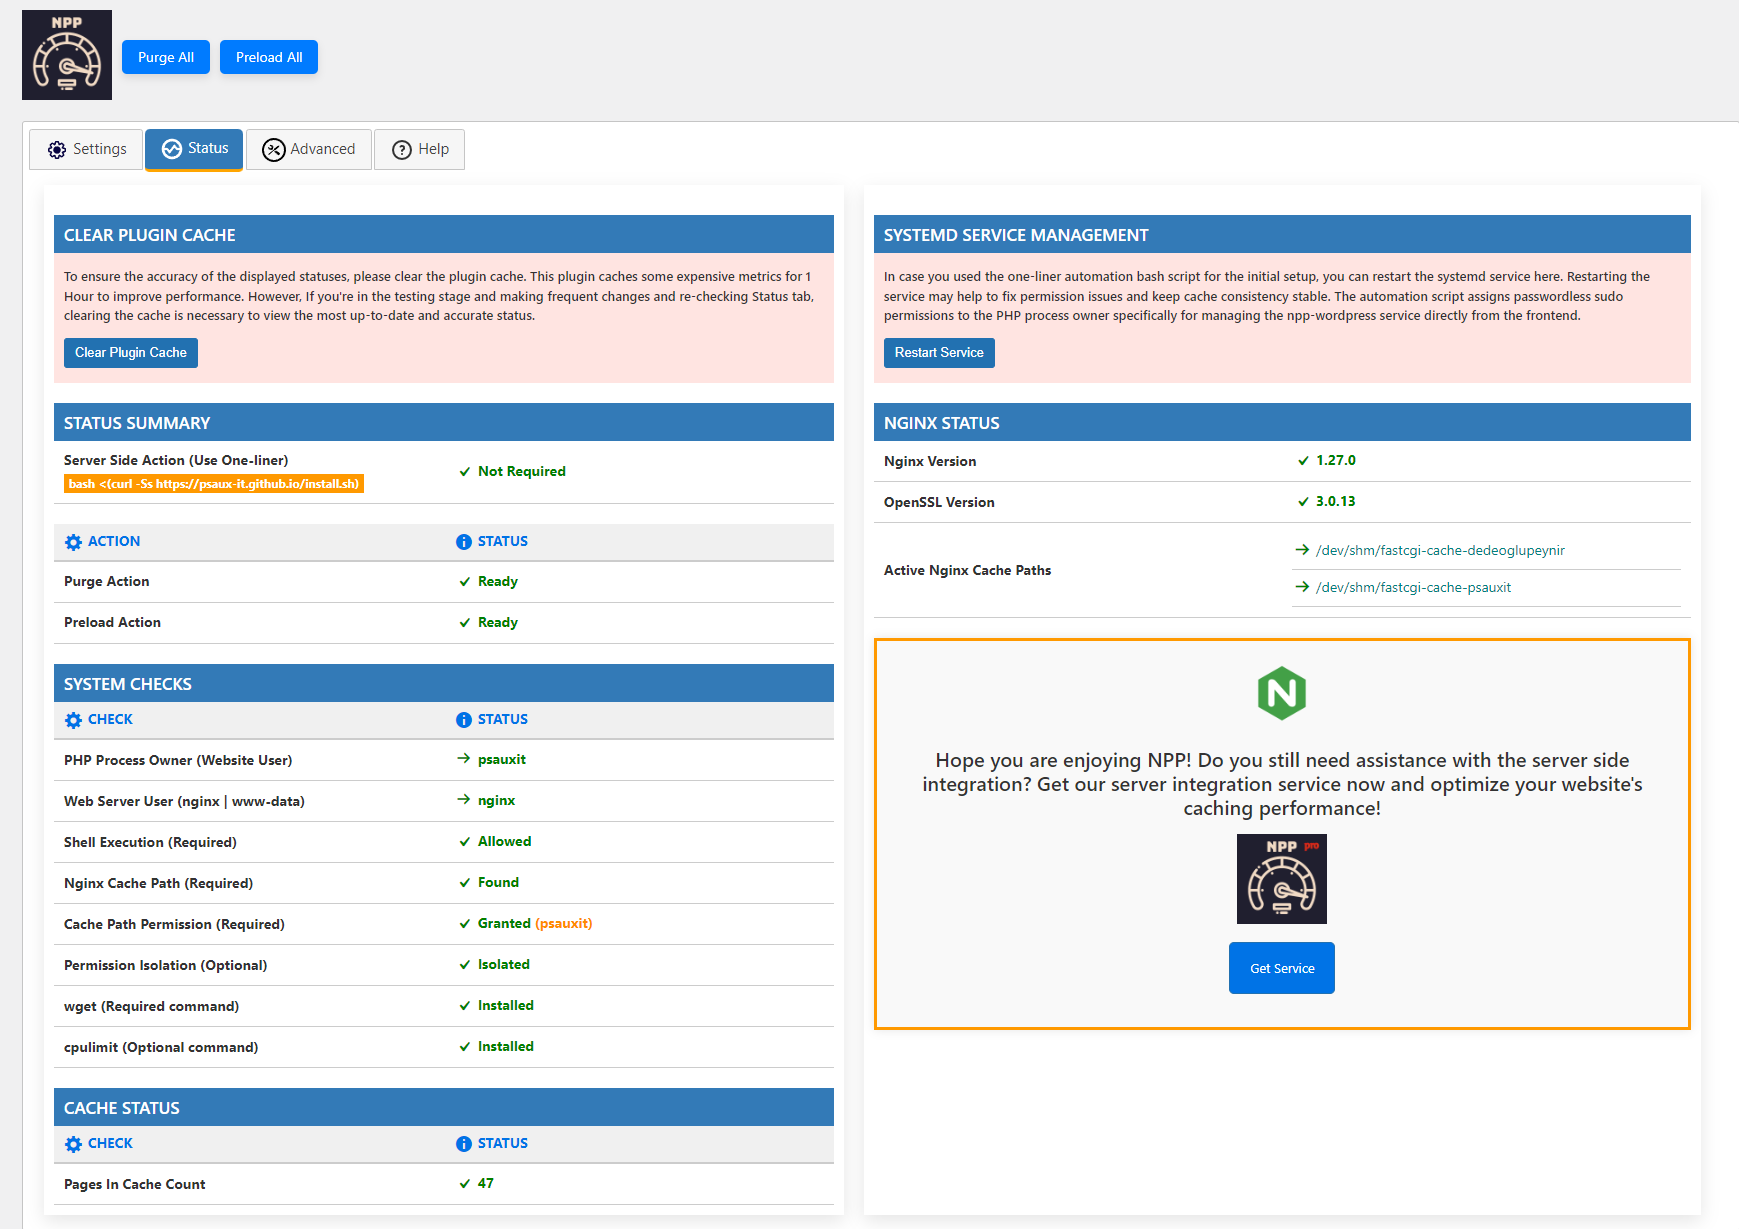 NPP
Purge All
Preload All
Settings
Status
Advanced
Help
CLEAR PLUGIN CACHE
To ensure the accuracy of the displayed statuses, please clear the plugin cache. This plugin caches some expensive metrics for 1
Hour to improve performance. However, If you're in the testing stage and making frequent changes and re-checking Status tab,
clearing the cache is necessary to view the most up-to-date and accurate status.
Clear Plugin Cache
STATUS SUMMARY
Server Side Action (Use One-liner)
bash <(curl -Ss https://psaux-it.github.io/install.sh)
Not Required
ACTION STATUS
Purge Action Ready
Preload Action Ready
SYSTEM CHECKS
CHECK STATUS
PHP Process Owner (Website User) psauxit
Web Server User (nginx | www-data) nginx
Shell Execution (Required) Allowed
Nginx Cache Path (Required) Found
Cache Path Permission (Required) Granted (psauxit)
Permission Isolation (Optional) Isolated
wget (Required command) Installed
cpulimit (Optional command) Installed
CACHE STATUS
CHECK STATUS
Pages In Cache Count 47
SYSTEMD SERVICE MANAGEMENT
In case you used the one-liner automation bash script for the initial setup, you can restart the systemd service here. Restarting the
service may help to fix permission issues and keep cache consistency stable. The automation script assigns passwordless sudo
permissions to the PHP process owner specifically for managing the npp-wordpress service directly from the frontend.
Restart Service
NGINX STATUS
Nginx Version 1.27.0
OpenSSL Version 3.0.13
Active Nginx Cache Paths
/dev/shm/fastcgi-cache-dedeoglupeynir
/dev/shm/fastcgi-cache-psauxit
N
Hope you are enjoying NPP! Do you still need assistance with the server side
integration? Get our server integration service now and optimize your website's
caching performance!
NPP pro
Get Service